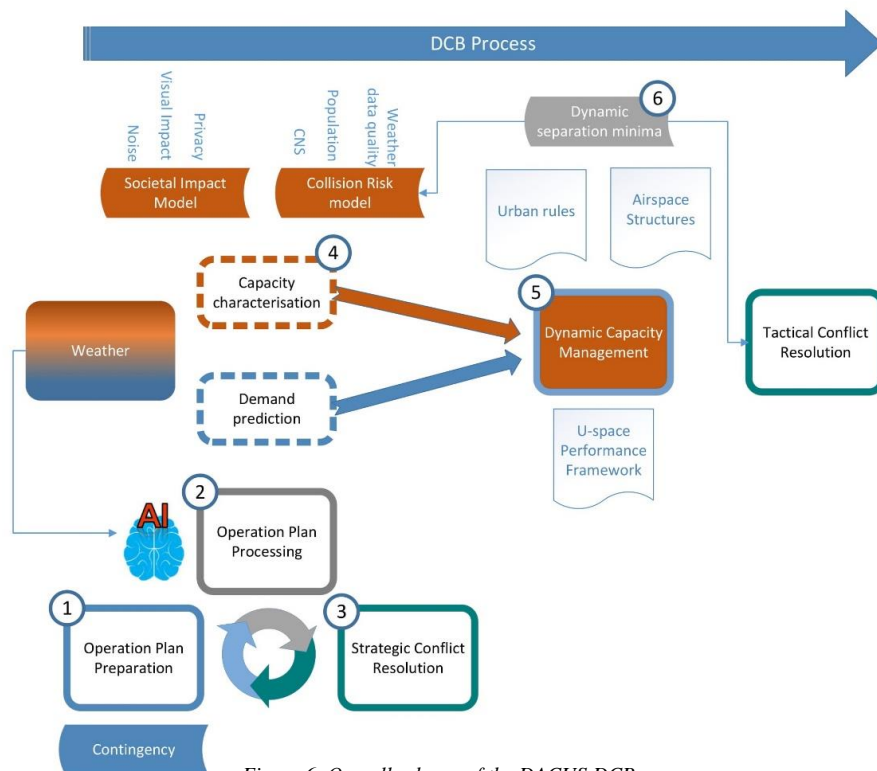 DCB Process
Noise
Visual Impact
Privacy
CNS
Population
Weather
data quality
6
Dynamic
separation minima
Societal Impact
Model
Collision Risk
model
Urban rules
Airspace
Structures
4
Capacity
characterisation
5
Dynamic Capacity
Management
Tactical Conflict
Resolution
Weather
Demand
prediction
U-space
Performance
Framework
2
AI
Operation Plan
Processing
1
Operation Plan
Preparation
3
Strategic Conflict
Resolution
Contingency